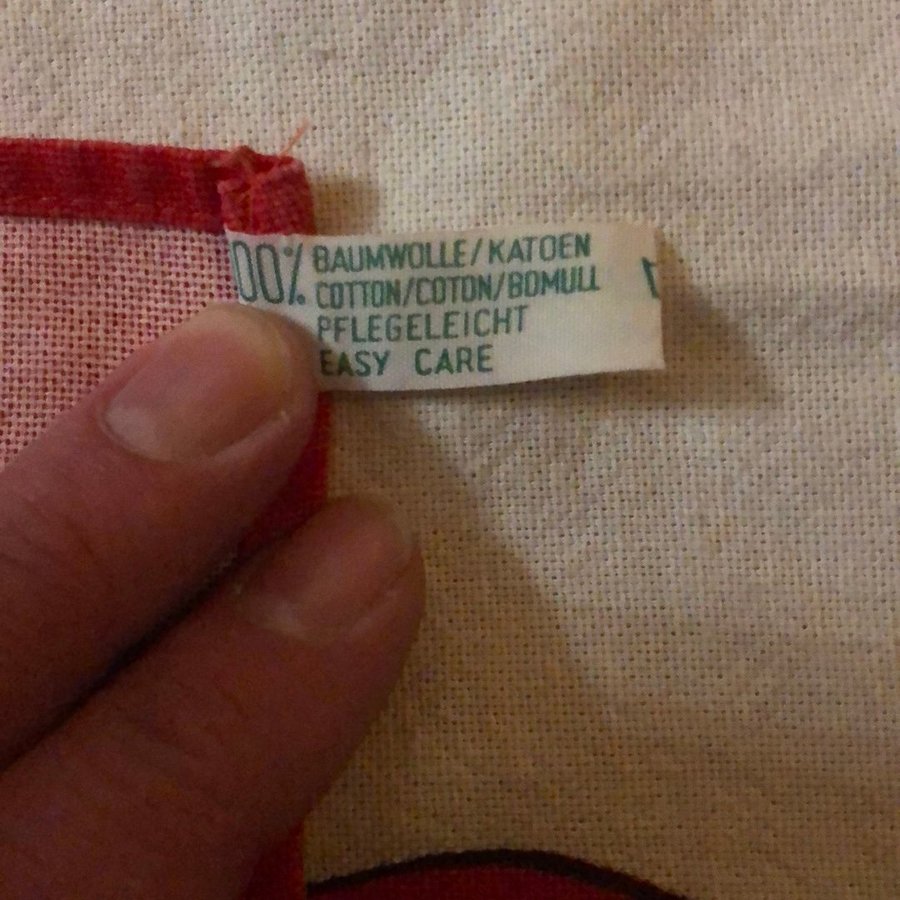 00% BAUMWOLLE/KATOEN
COTTON/COTON/BOMULL
PFLEGELEICHT
EASY CARE